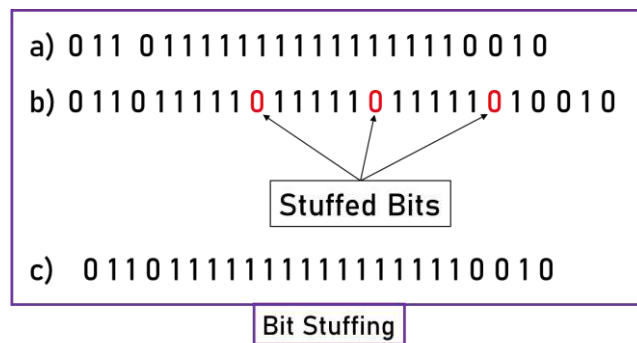 a) 0 1 1 0 1 1 1 1 1 1 1 1 1 1 1 1 1 1 1 1 0 0 1 0
b) 0 1 1 0 1 1 1 1 1 0 1 1 1 1 1 0 1 1 1 1 1 0 1 0 0 1 0
Stuffed Bits
c) 0 1 1 0 1 1 1 1 1 1 1 1 1 1 1 1 1 1 1 1 0 0 1 0
Bit Stuffing